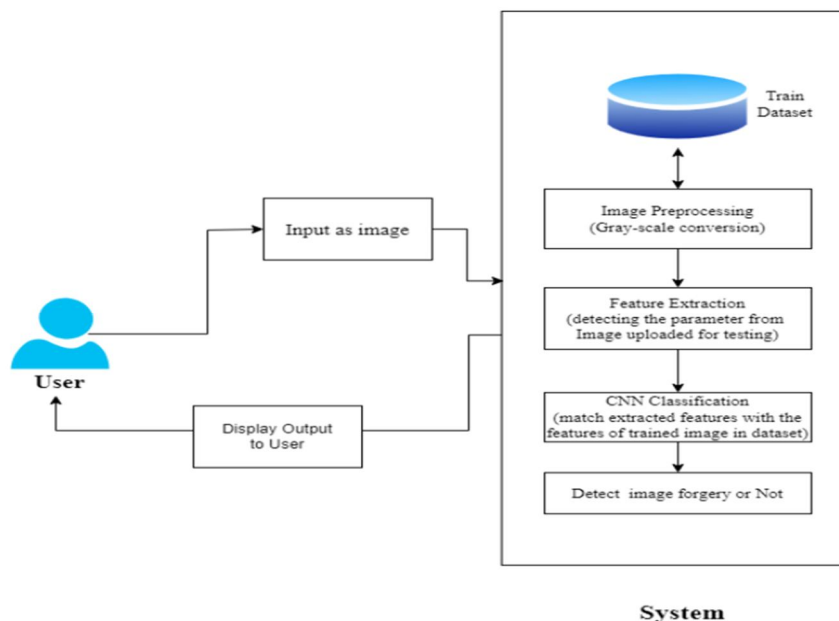 Train
Dataset
Image Preprocessing
(Gray-scale conversion)
Input as image
Feature Extraction
(detecting the parameter from
Image uploaded for testing)
User
CNN Classification
(match extracted features with the
features of trained image in dataset)
Display Output
to User
Detect image forgery or Not
System